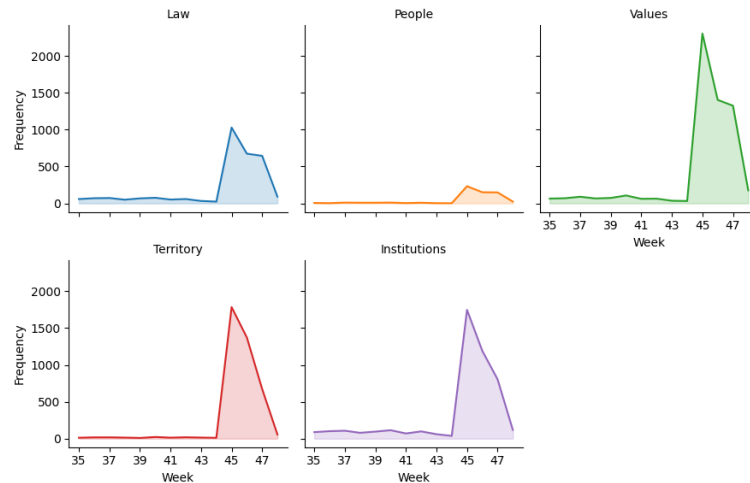 Law
People
Values
Frequency
2000
1500
1000
500
0
35 37 39 41 43 45 47
Week
Territory
Institutions
Frequency
2000
1500
1000
500
0
35 37 39 41 43 45 47
35 37 39 41 43 45 47
Week
Week